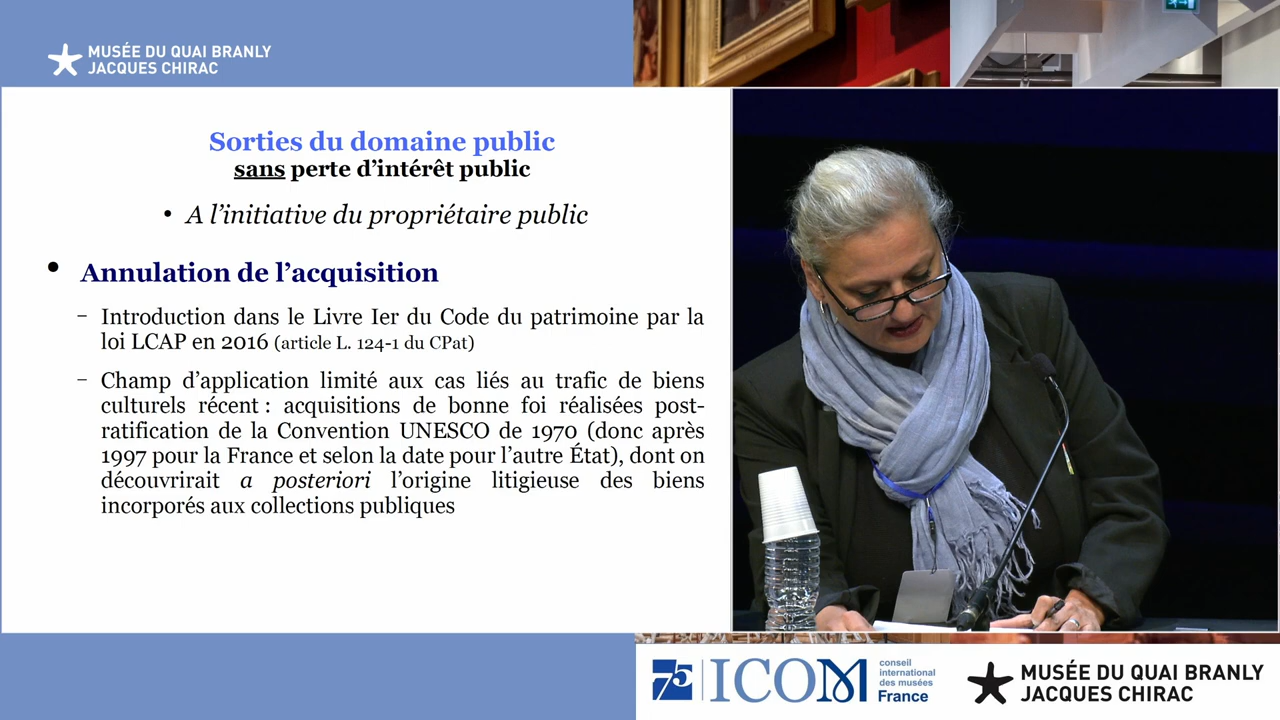 MUSÉE DU QUAI BRANLY
JACQUES CHIRAC
Sorties du domaine public
sans perte d’intérêt public
• A l’initiative du propriétaire public
• Annulation de l’acquisition
– Introduction dans le Livre Ier du Code du patrimoine par la
loi LCAP en 2016 (article L. 124-1 du CPat)
– Champ d’application limité aux cas liés au trafic de biens
culturels récent : acquisitions de bonne foi réalisées post-
ratification de la Convention UNESCO de 1970 (donc après
1997 pour la France et selon la date pour l’autre État), dont on
découvrirait a posteriori l’origine litigieuse des biens
incorporés aux collections publiques
75
ICOM
conseil
international
des musées
France
MUSÉE DU QUAI BRANLY
JACQUES CHIRAC